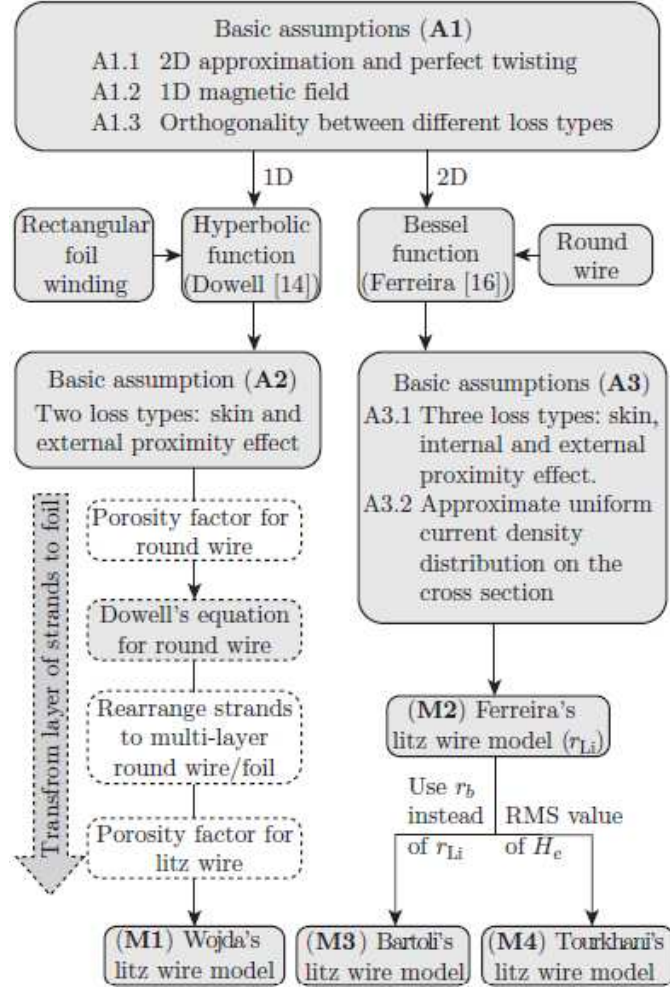 Basic assumptions (A1)
A1.1 2D approximation and perfect twisting
A1.2 1D magnetic field
A1.3 Orthogonality between different loss types
1D
2D
Rectangular
foil
winding
Hyperbolic
function
(Dowell [14])
Bessel
function
(Ferreira [16])
Round
wire
Basic assumption (A2)
Two loss types: skin and
external proximity effect
Basic assumptions (A3)
A3.1 Three loss types: skin,
internal and external
proximity effect.
A3.2 Approximate uniform
current density
distribution on the
cross section
Transfrom layer of strands to foil
Porosity factor for
round wire
Dowell's equation
for round wire
Rearrange strands
to multi-layer
round wire/foil
Porosity factor for
litz wire
(M2) Ferreira's
litz wire model (r_Li)
Use r_b
instead
of r_Li
RMS value
of H_e
(M1) Wojda's
litz wire model
(M3) Bartoli's
litz wire model
(M4) Tourkhani's
litz wire model